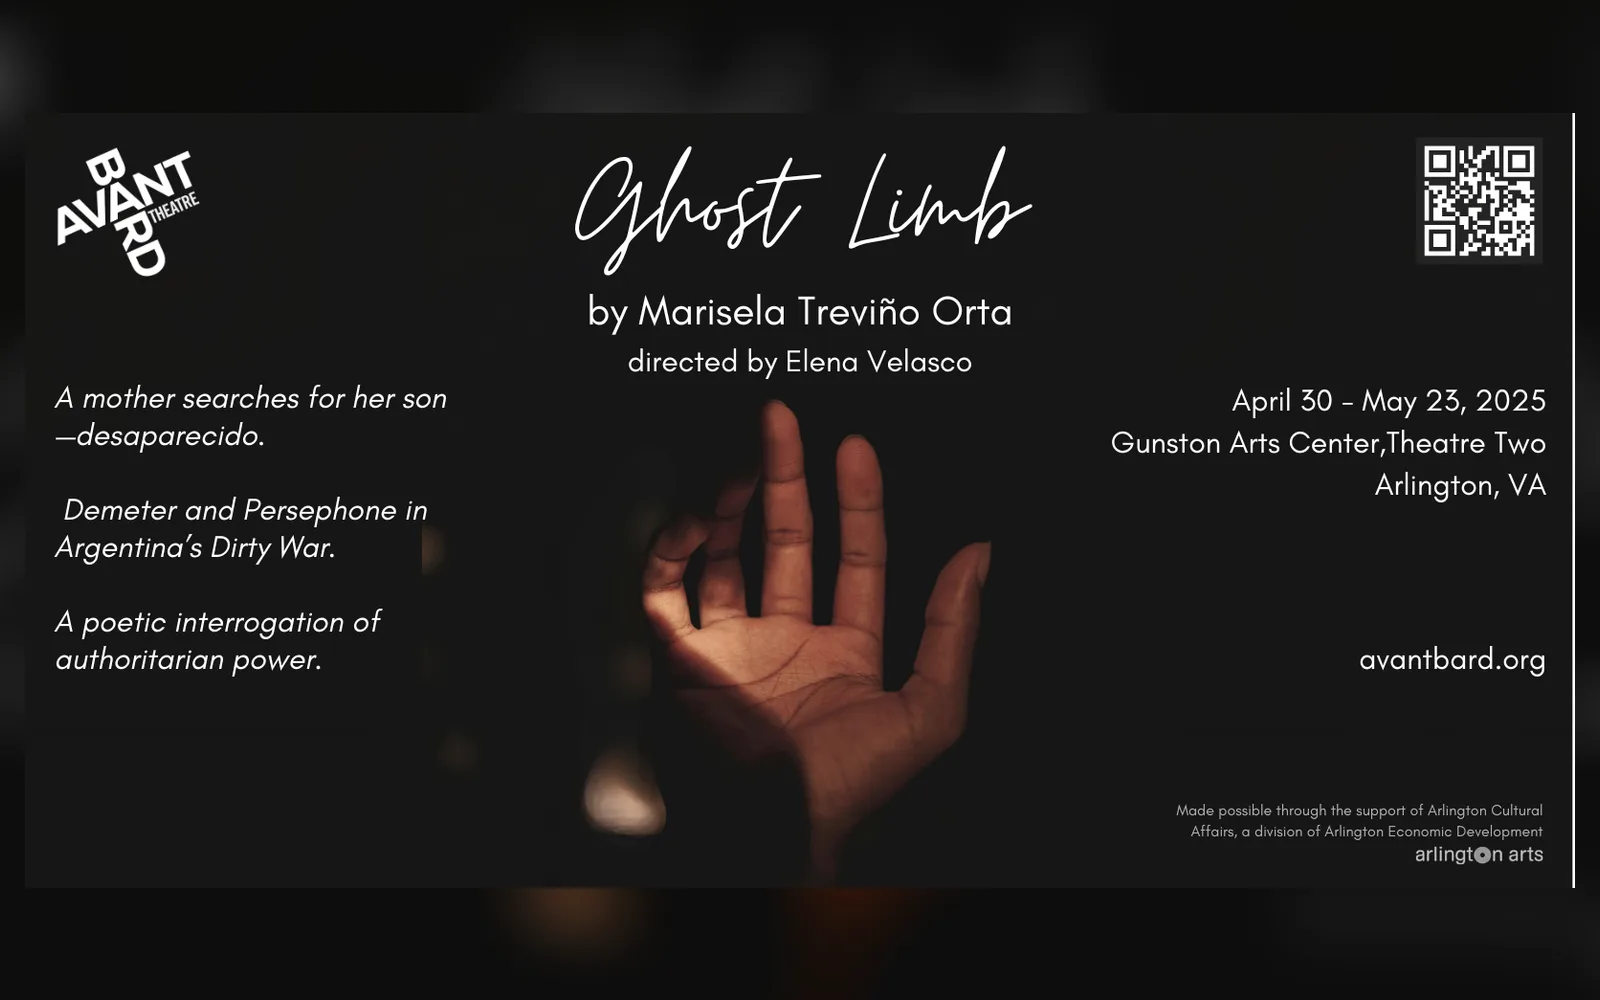 BARD
AVANT
THEATRE
Ghost Limb
by Marisela Treviño Orta
directed by Elena Velasco
A mother searches for her son
—desaparecido.
Demeter and Persephone in
Argentina’s Dirty War.
A poetic interrogation of
authoritarian power.
April 30 - May 23, 2025
Gunston Arts Center,Theatre Two
Arlington, VA
avantbard.org
Made possible through the support of Arlington Cultural
Affairs, a division of Arlington Economic Development
arlington arts